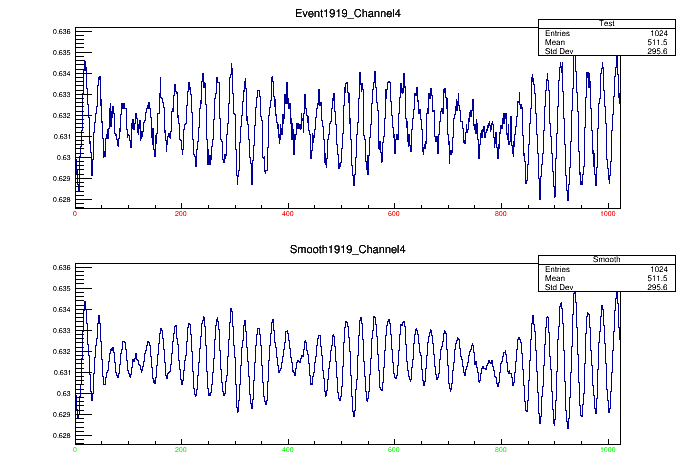 Event1919_Channel4
Test
Entries 1024
Mean 511.5
Std Dev 295.6
0.636
0.635
0.634
0.633
0.632
0.631
0.63
0.629
0.628
0 200 400 600 800 1000
Smooth1919_Channel4
Smooth
Entries 1024
Mean 511.5
Std Dev 295.6
0.636
0.635
0.634
0.633
0.632
0.631
0.63
0.629
0.628
0 200 400 600 800 1000